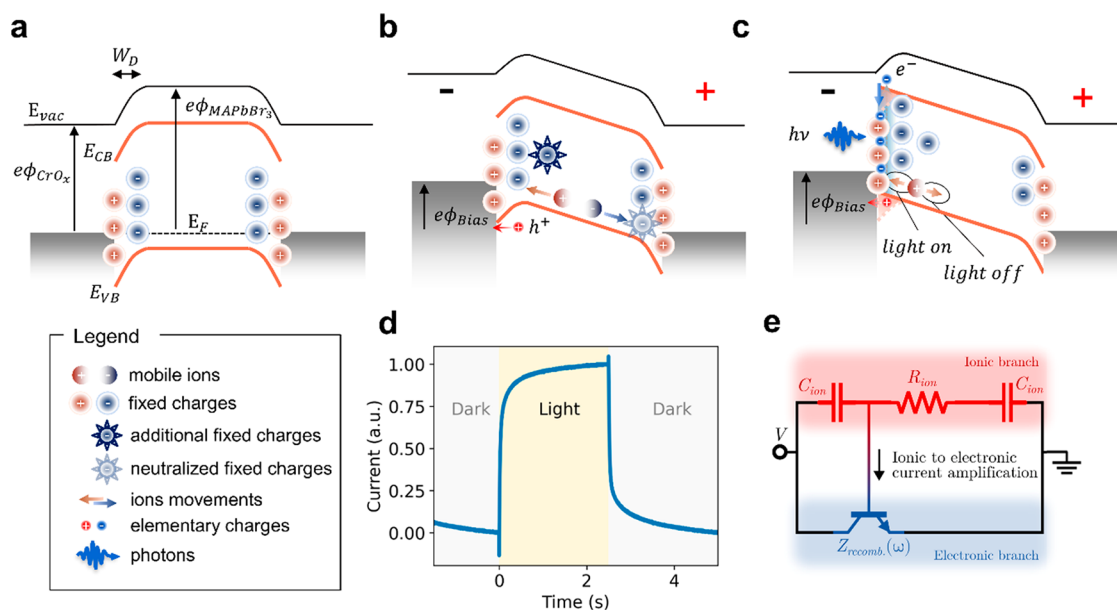 a
W_D
E_vac
eϕ_MAPbBr₃
E_CB
eϕ_CrOₓ
E_F
E_VB
b
-
+
eϕ_Bias
h⁺
c
e⁻
-
+
hν
eϕ_Bias
light on
light off
Legend
mobile ions
fixed charges
additional fixed charges
neutralized fixed charges
ions movements
elementary charges
photons
d
Current (a.u.)
1.00
0.75
0.50
0.25
0.00
Dark
Light
Dark
0
2
4
Time (s)
e
Ionic branch
C_ion
R_ion
C_ion
V
Ionic to electronic
current amplification
Z_recomb.(ω)
Electronic branch